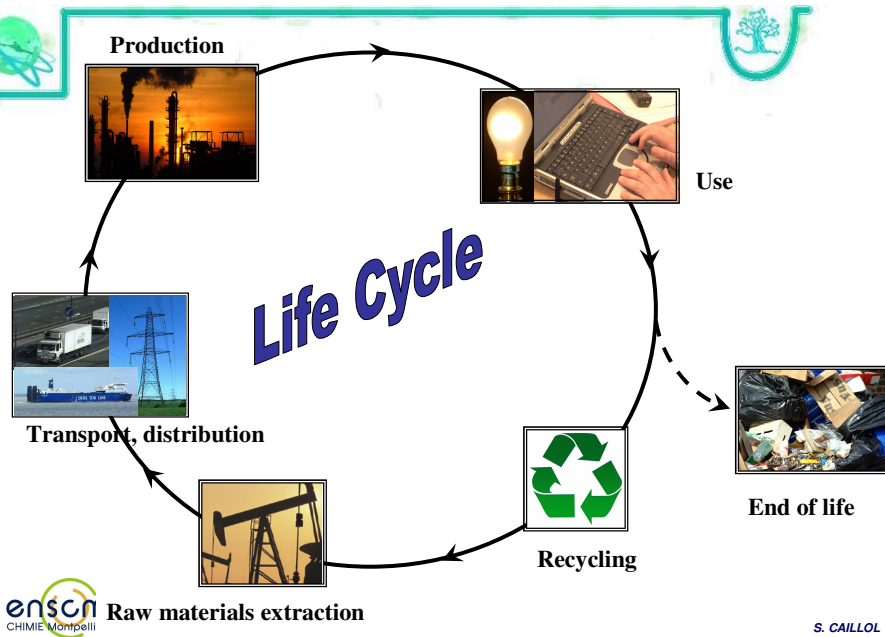 Production
Use
Life Cycle
Transport, distribution
End of life
Recycling
Raw materials extraction
enscm
CHIMIE Montpelli
S. CAILLOL